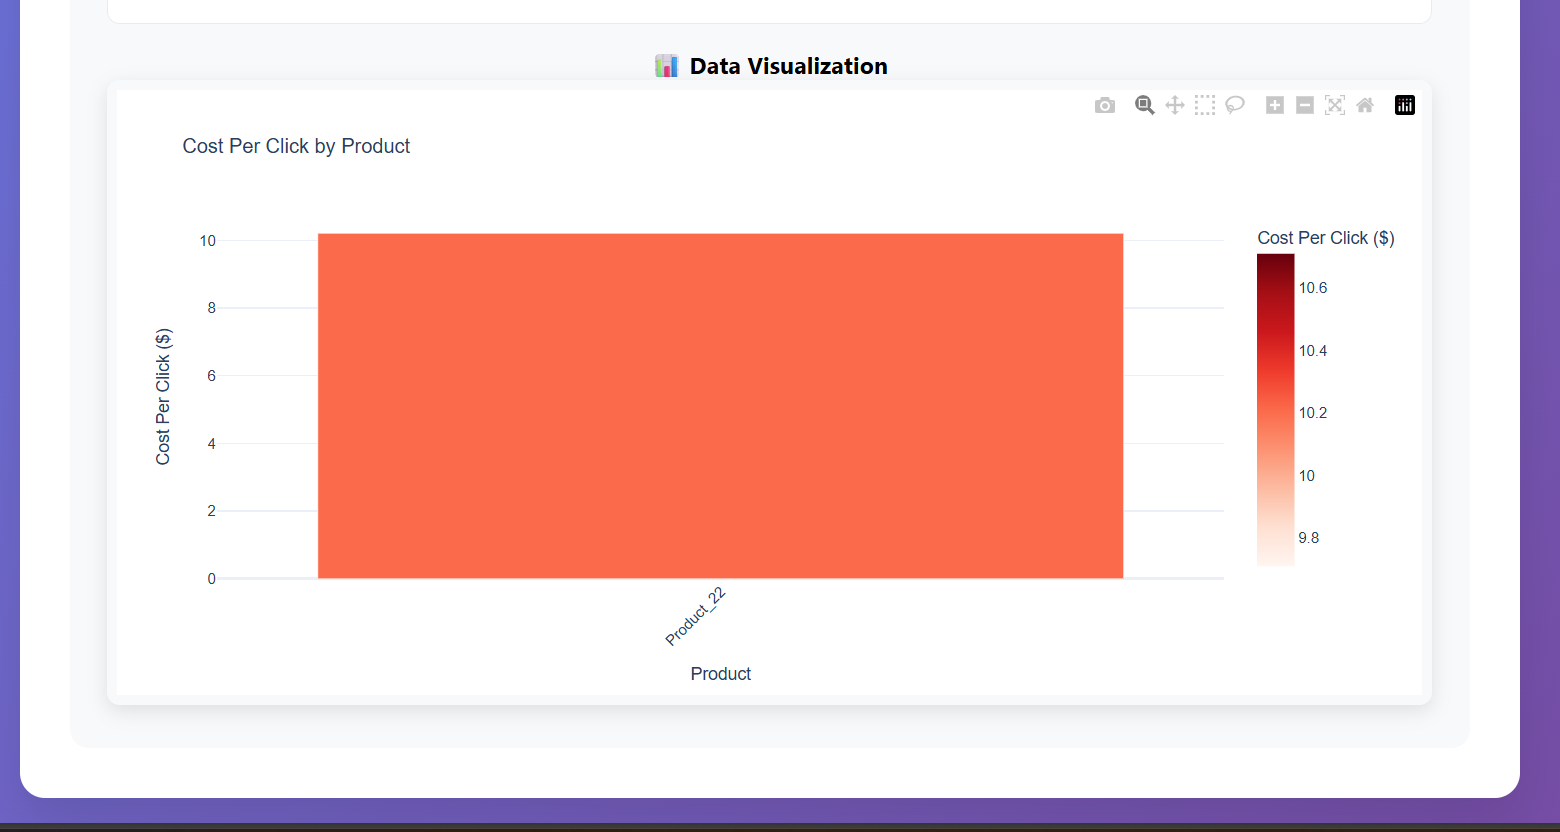 Data Visualization
Cost Per Click by Product
Cost Per Click ($)
10
8
6
4
2
0
Product_22
Product
Cost Per Click ($)
10.6
10.4
10.2
10
9.8